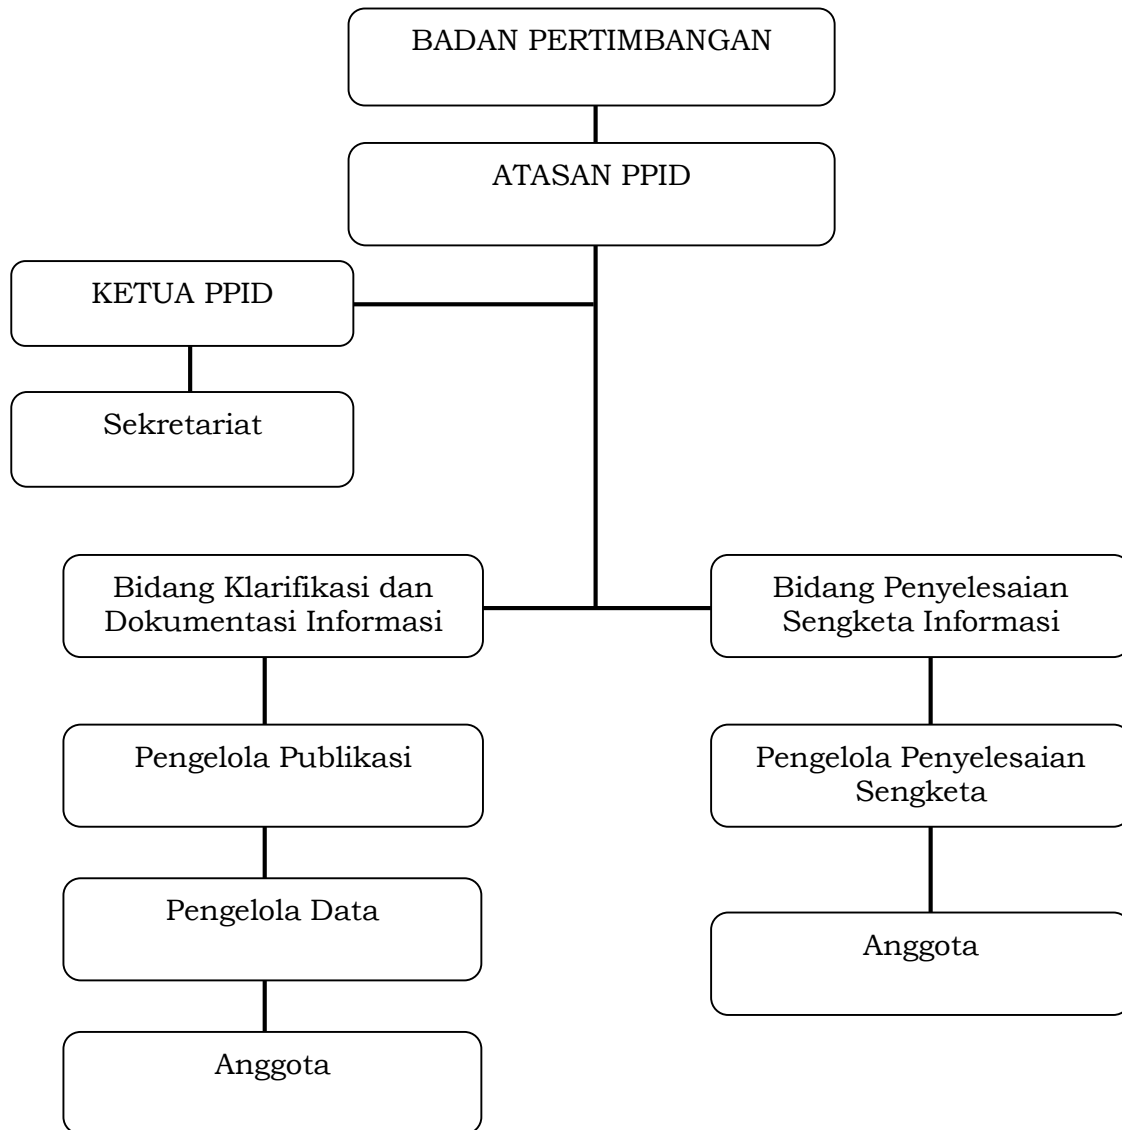 BADAN PERTIMBANGAN
ATASAN PPID
KETUA PPID
Sekretariat
Bidang Klarifikasi dan
Dokumentasi Informasi
Bidang Penyelesaian
Sengketa Informasi
Pengelola Publikasi
Pengelola Penyelesaian
Sengketa
Pengelola Data
Anggota
Anggota